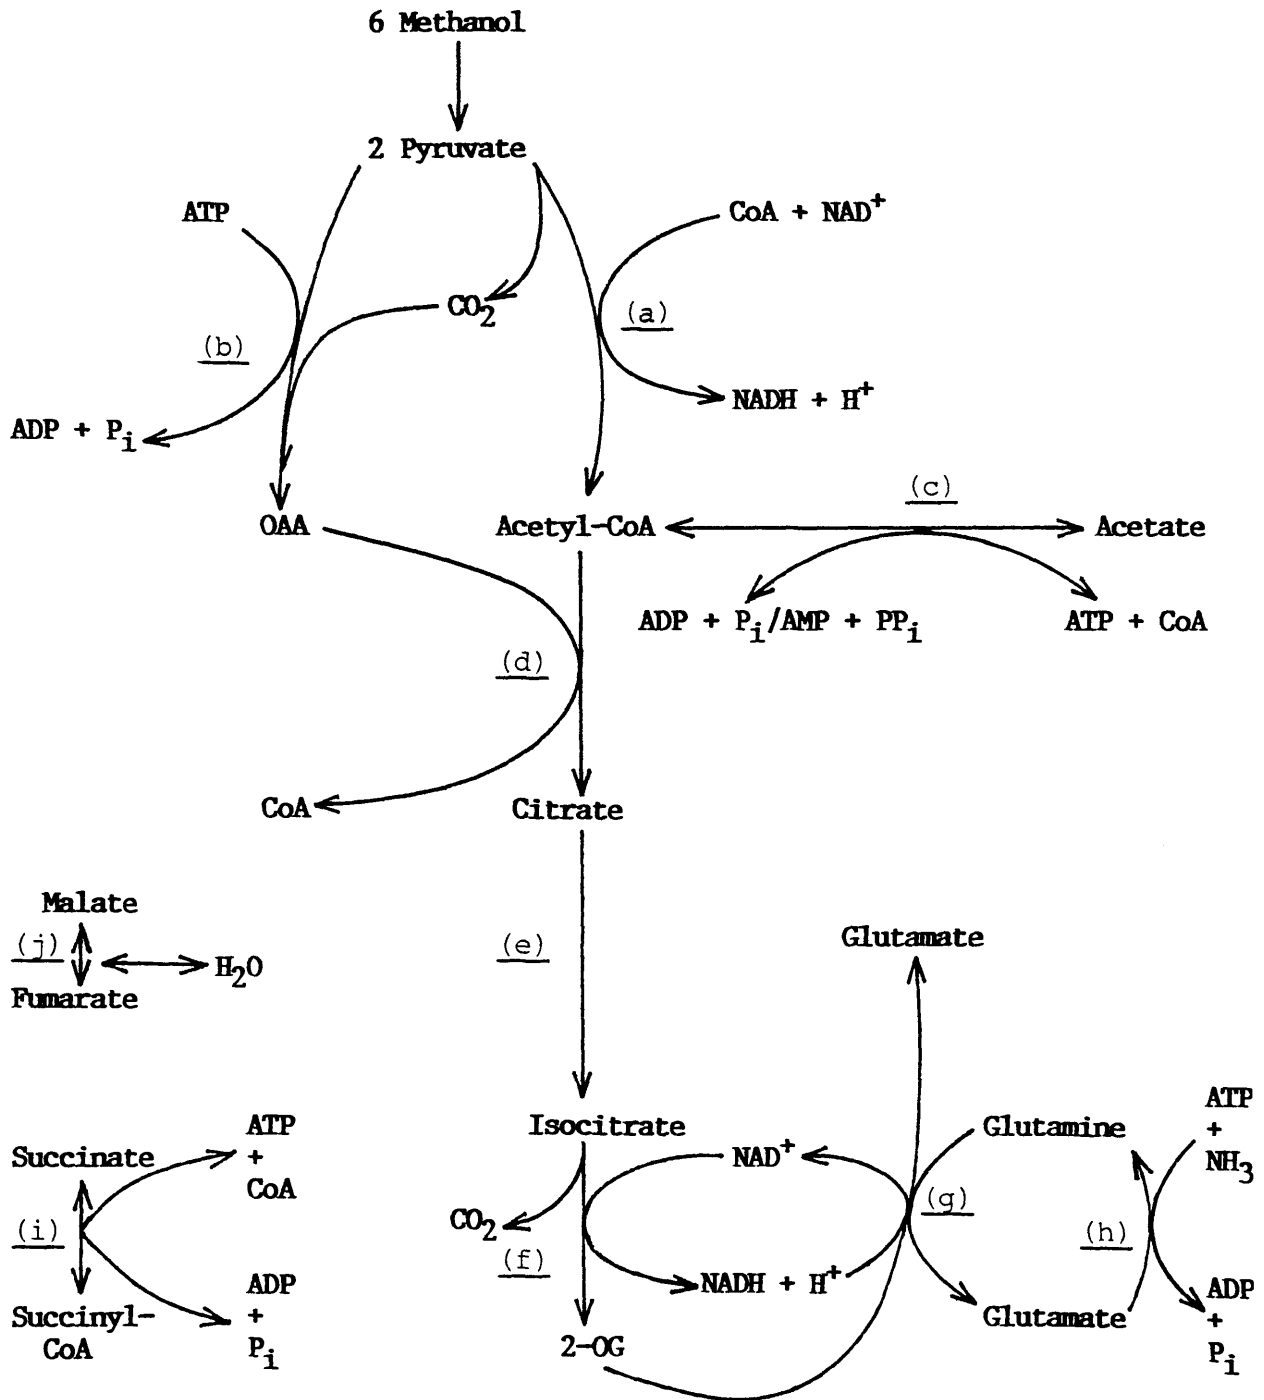 6 Methanol
2 Pyruvate
ATP
CoA + NAD⁺
CO₂
(a)
(b)
NADH + H⁺
ADP + Pᵢ
(c)
OAA
Acetyl-CoA
Acetate
ADP + Pᵢ/AMP + PPᵢ
ATP + CoA
(d)
CoA
Citrate
Malate
(j)
H₂O
Fumarate
(e)
Glutamate
Isocitrate
NAD⁺
Glutamine
ATP
+
NH₃
ATP
+
CoA
Succinate
(i)
CO₂
(f)
(g)
(h)
NADH + H⁺
Glutamate
ADP
+
Pᵢ
ADP
+
Pᵢ
Succinyl-
CoA
2-OG